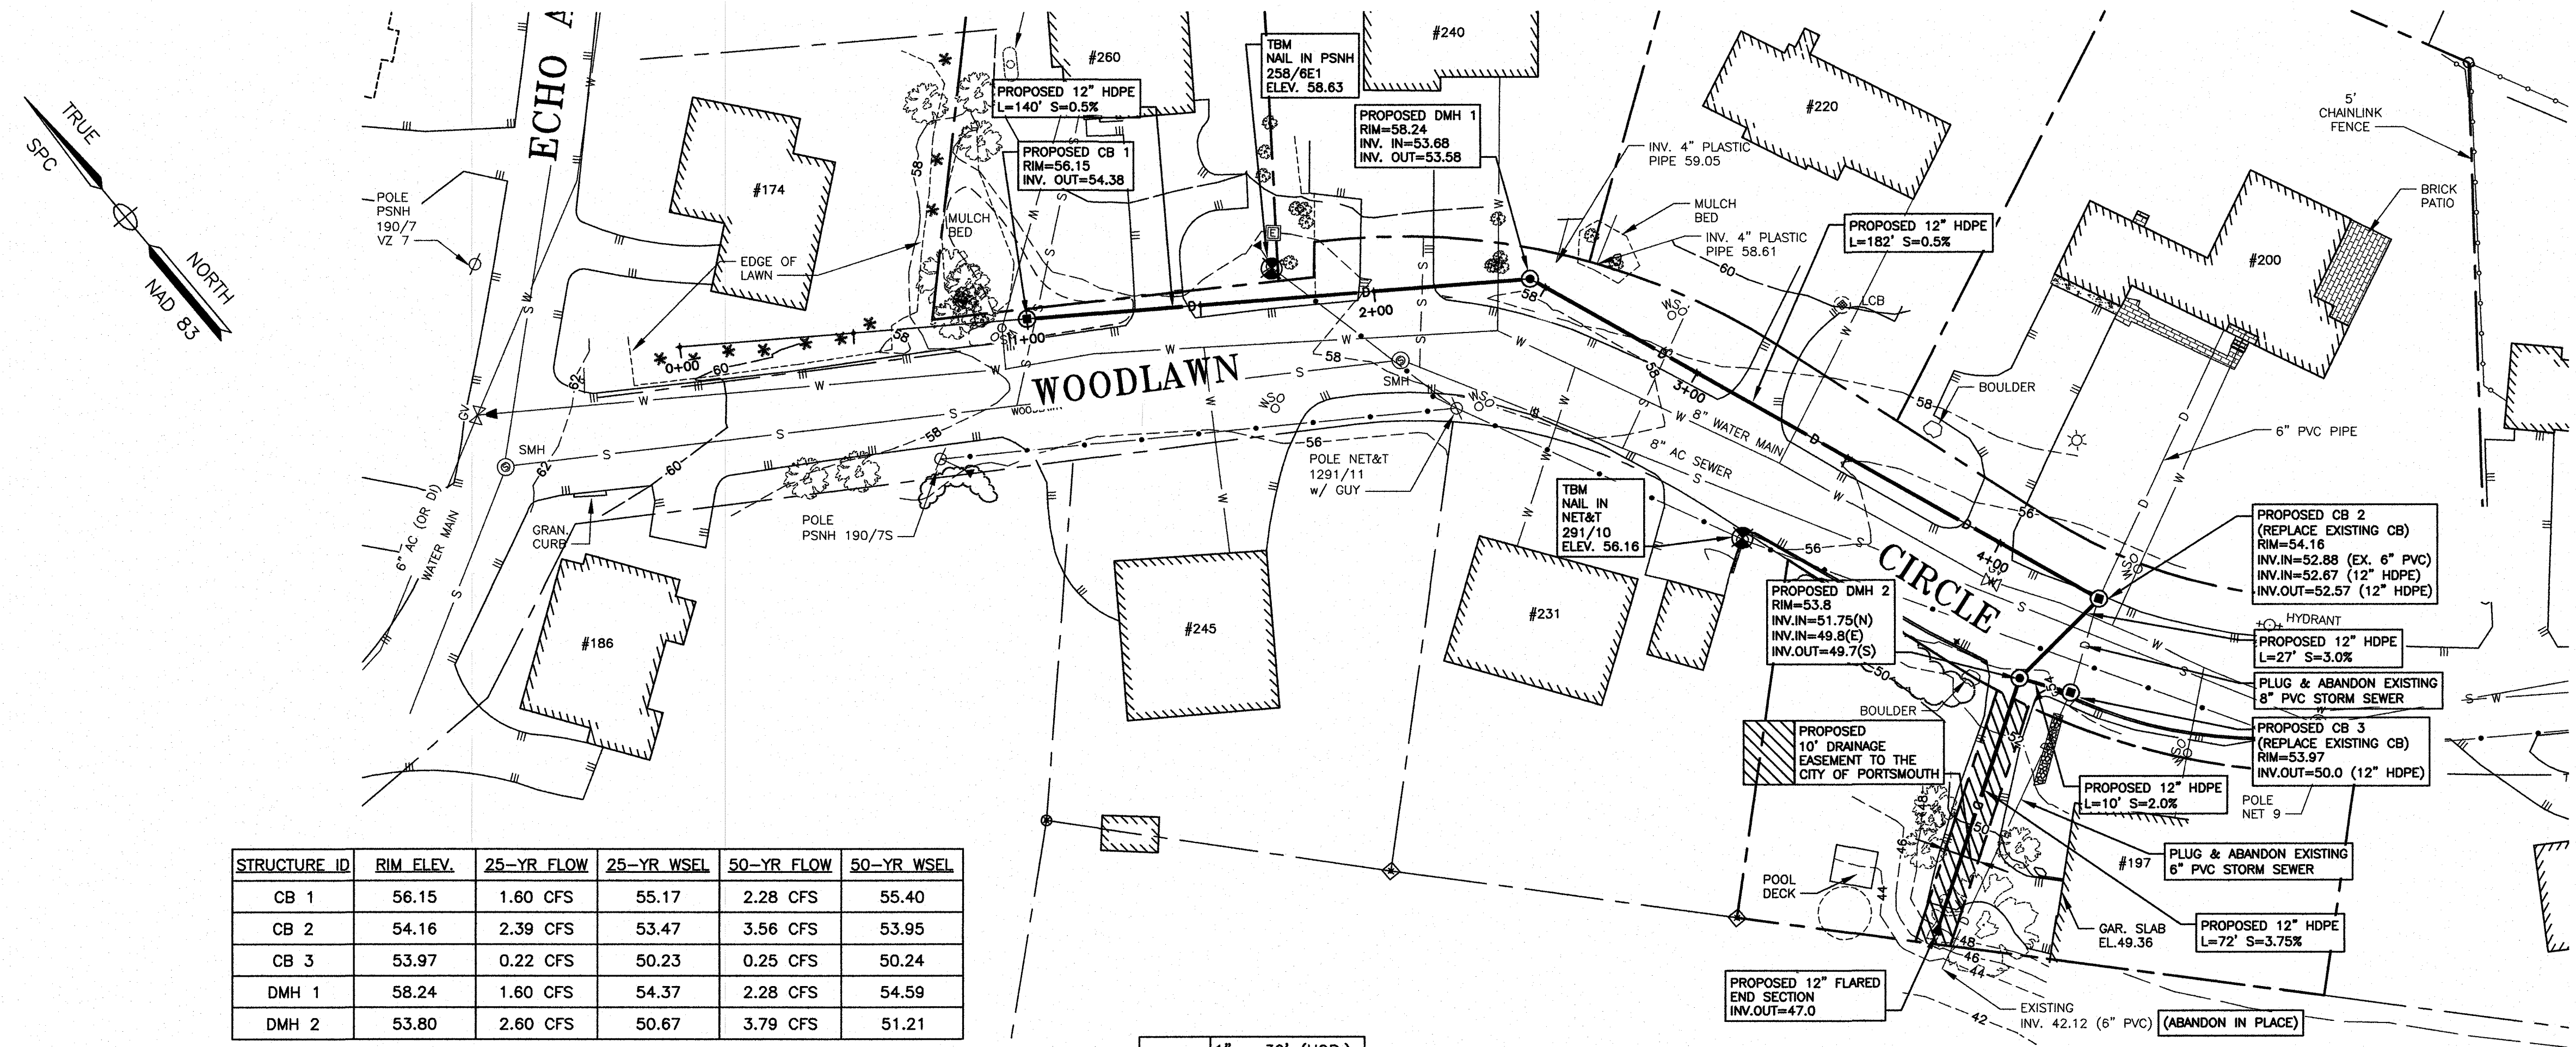 ECHO A
TRUE
SPC
NORTH
NAD 83
POLE
PSNH
190/7
VZ 7
#174
EDGE OF
LAWN
MULCH
BED
#260
PROPOSED 12" HDPE
L=140' S=0.5%
PROPOSED CB 1
RIM=56.15
INV. OUT=54.38
TBM
NAIL IN PSNH
258/6E1
ELEV. 58.63
#240
PROPOSED DMH 1
RIM=58.24
INV. IN=53.68
INV. OUT=53.58
INV. 4" PLASTIC
PIPE 59.05
MULCH
BED
INV. 4" PLASTIC
PIPE 58.61
#220
PROPOSED 12" HDPE
L=182' S=0.5%
LCB
5'
CHAINLINK
FENCE
BRICK
PATIO
#200
BOULDER
6" PVC PIPE
0+00
1+00
2+00
3+00
4+00
WOODLAWN
CIRCLE
SMH
SMH
GV
6" AC (OR DI)
WATER MAIN
GRAN.
CURB
POLE
PSNH 190/7S
POLE NET&T
1291/11
w/ GUY
8" WATER MAIN
8" AC SEWER
TBM
NAIL IN
NET&T
291/10
ELEV. 56.16
#186
#245
#231
PROPOSED DMH 2
RIM=53.8
INV.IN=51.75(N)
INV.IN=49.8(E)
INV.OUT=49.7(S)
PROPOSED CB 2
(REPLACE EXISTING CB)
RIM=54.16
INV.IN=52.88 (EX. 6" PVC)
INV.IN=52.67 (12" HDPE)
INV.OUT=52.57 (12" HDPE)
HYDRANT
PROPOSED 12" HDPE
L=27' S=3.0%
PLUG & ABANDON EXISTING
8" PVC STORM SEWER
PROPOSED CB 3
(REPLACE EXISTING CB)
RIM=53.97
INV.OUT=50.0 (12" HDPE)
POLE
NET 9
BOULDER
PROPOSED
10' DRAINAGE
EASEMENT TO THE
CITY OF PORTSMOUTH
PROPOSED 12" HDPE
L=10' S=2.0%
#197
PLUG & ABANDON EXISTING
6" PVC STORM SEWER
POOL
DECK
GAR. SLAB
EL.49.36
PROPOSED 12" HDPE
L=72' S=3.75%
PROPOSED 12" FLARED
END SECTION
INV.OUT=47.0
EXISTING
INV. 42.12 (6" PVC) (ABANDON IN PLACE)
STRUCTURE ID RIM ELEV. 25-YR FLOW 25-YR WSEL 50-YR FLOW 50-YR WSEL
CB 1 56.15 1.60 CFS 55.17 2.28 CFS 55.40
CB 2 54.16 2.39 CFS 53.47 3.56 CFS 53.95
CB 3 53.97 0.22 CFS 50.23 0.25 CFS 50.24
DMH 1 58.24 1.60 CFS 54.37 2.28 CFS 54.59
DMH 2 53.80 2.60 CFS 50.67 3.79 CFS 51.21